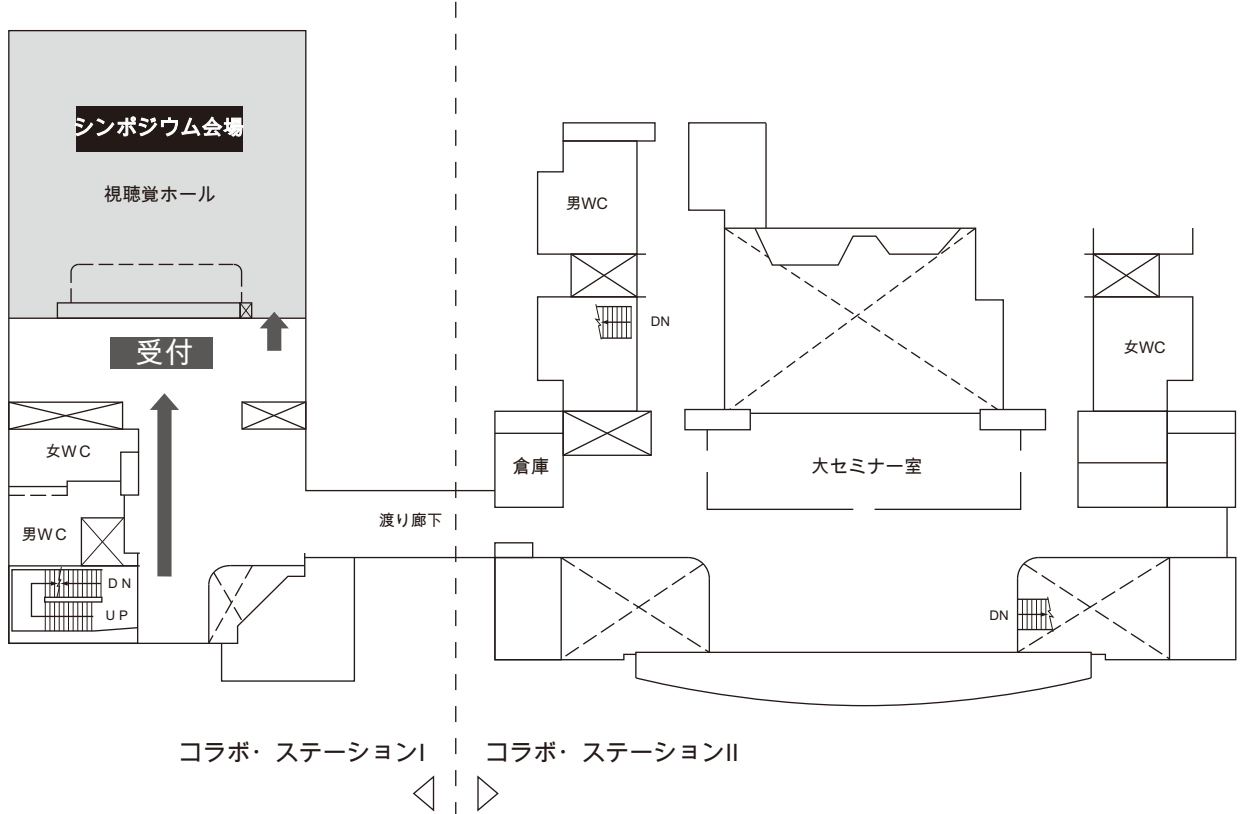 シンポジウム会場
視聴覚ホール
受付
女WC
男WC
DN
UP
渡り廊下
男WC
DN
倉庫
大セミナー室
女WC
DN
コラボ・ステーションI
コラボ・ステーションII